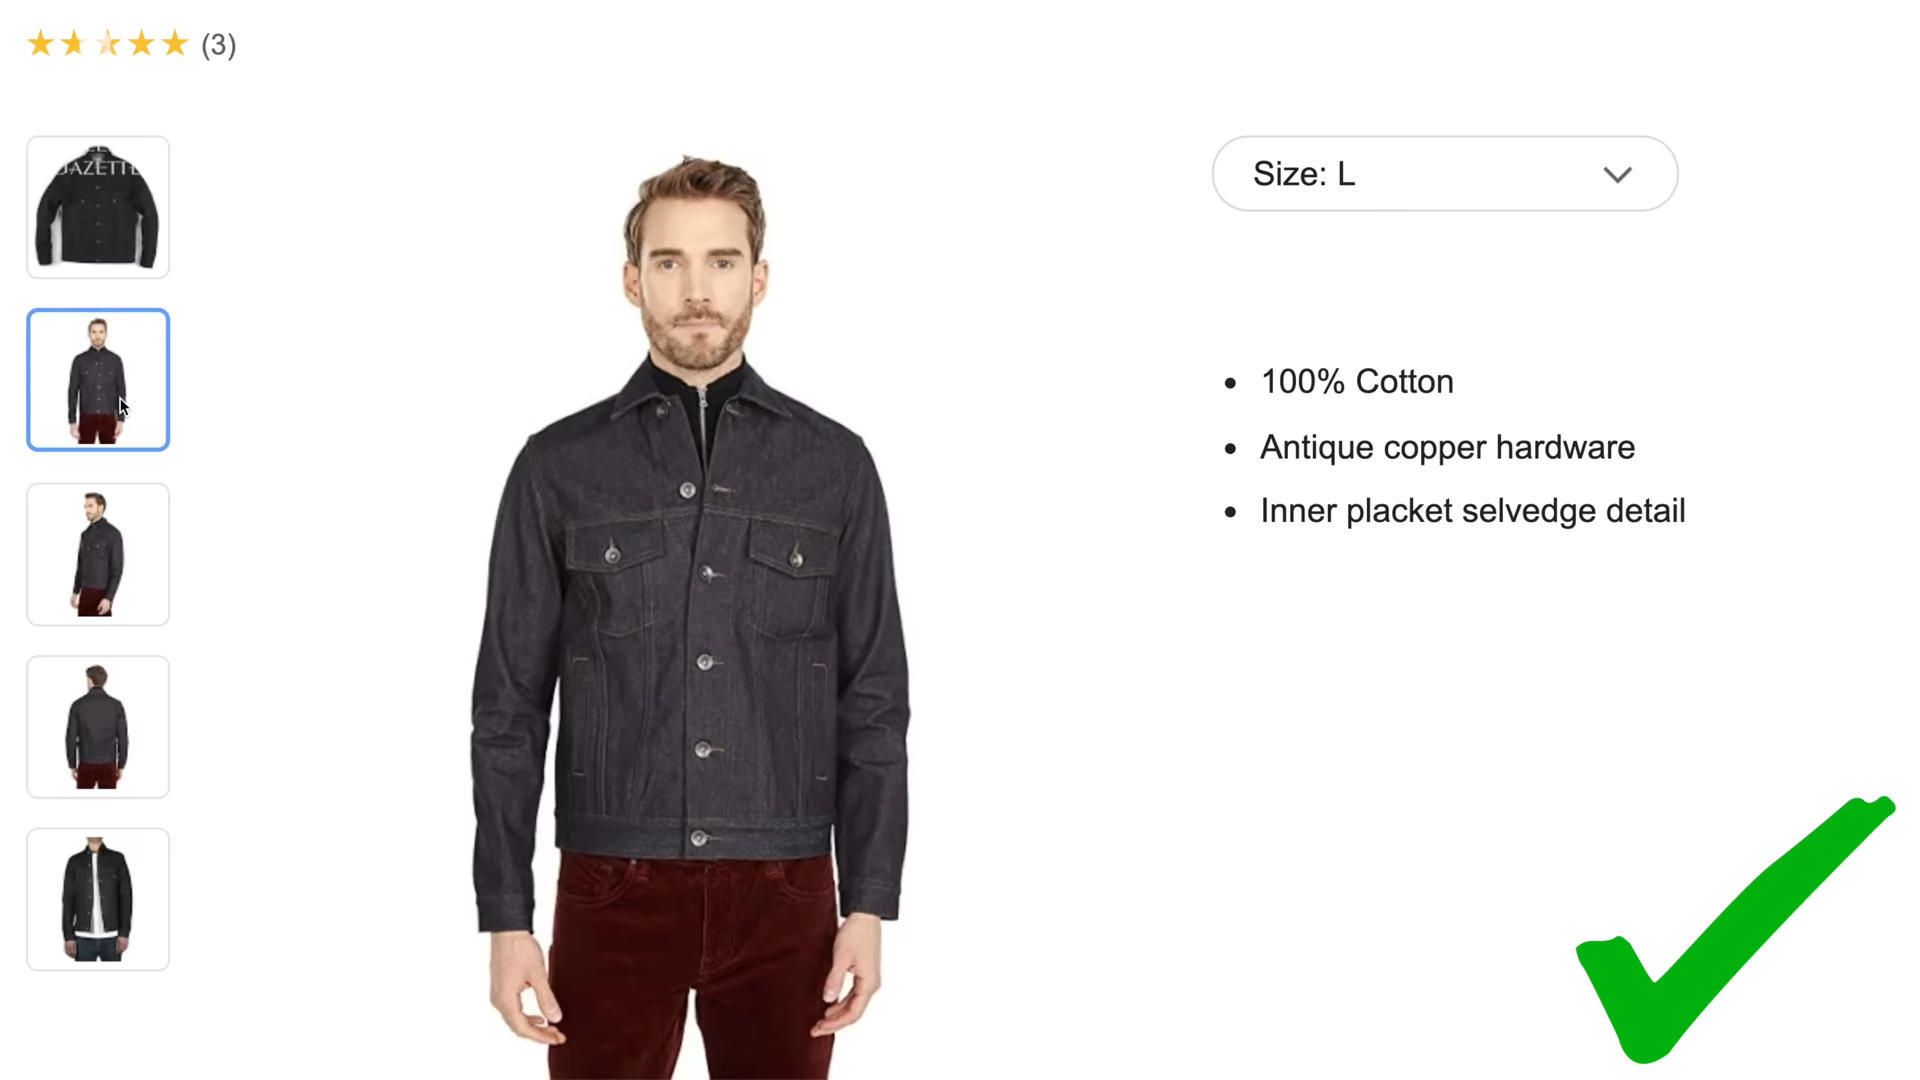 (3)
Size: L
• 100% Cotton
• Antique copper hardware
• Inner placket selvedge detail